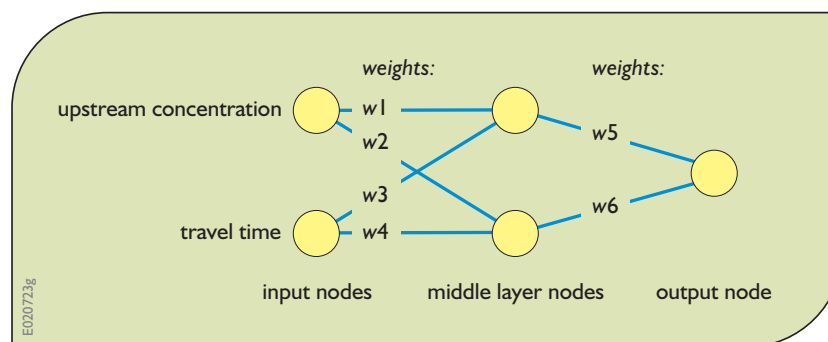 weights: weights:
upstream concentration w1
w2
w5
w3
w6
travel time w4
input nodes middle layer nodes output node
E020723g